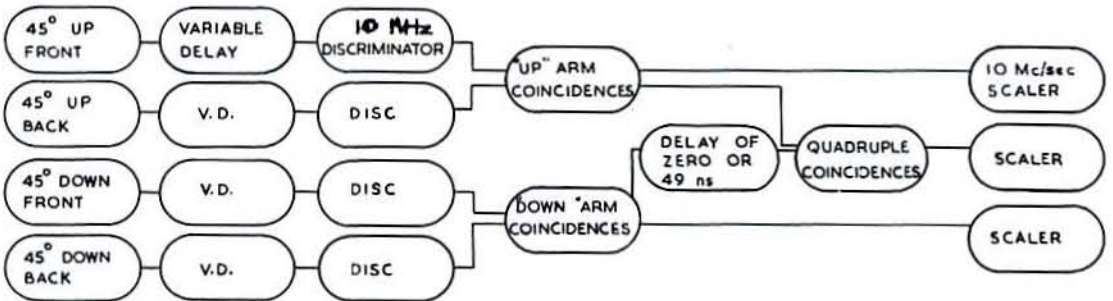 45° UP
FRONT
VARIABLE
DELAY
10 MHz
DISCRIMINATOR
"UP" ARM
COINCIDENCES
10 Mc/sec
SCALER
45° UP
BACK
V.D.
DISC
DELAY OF
ZERO OR
49 ns
QUADRUPLE
COINCIDENCES
SCALER
45° DOWN
FRONT
V.D.
DISC
"DOWN "ARM
COINCIDENCES
SCALER
45° DOWN
BACK
V.D.
DISC